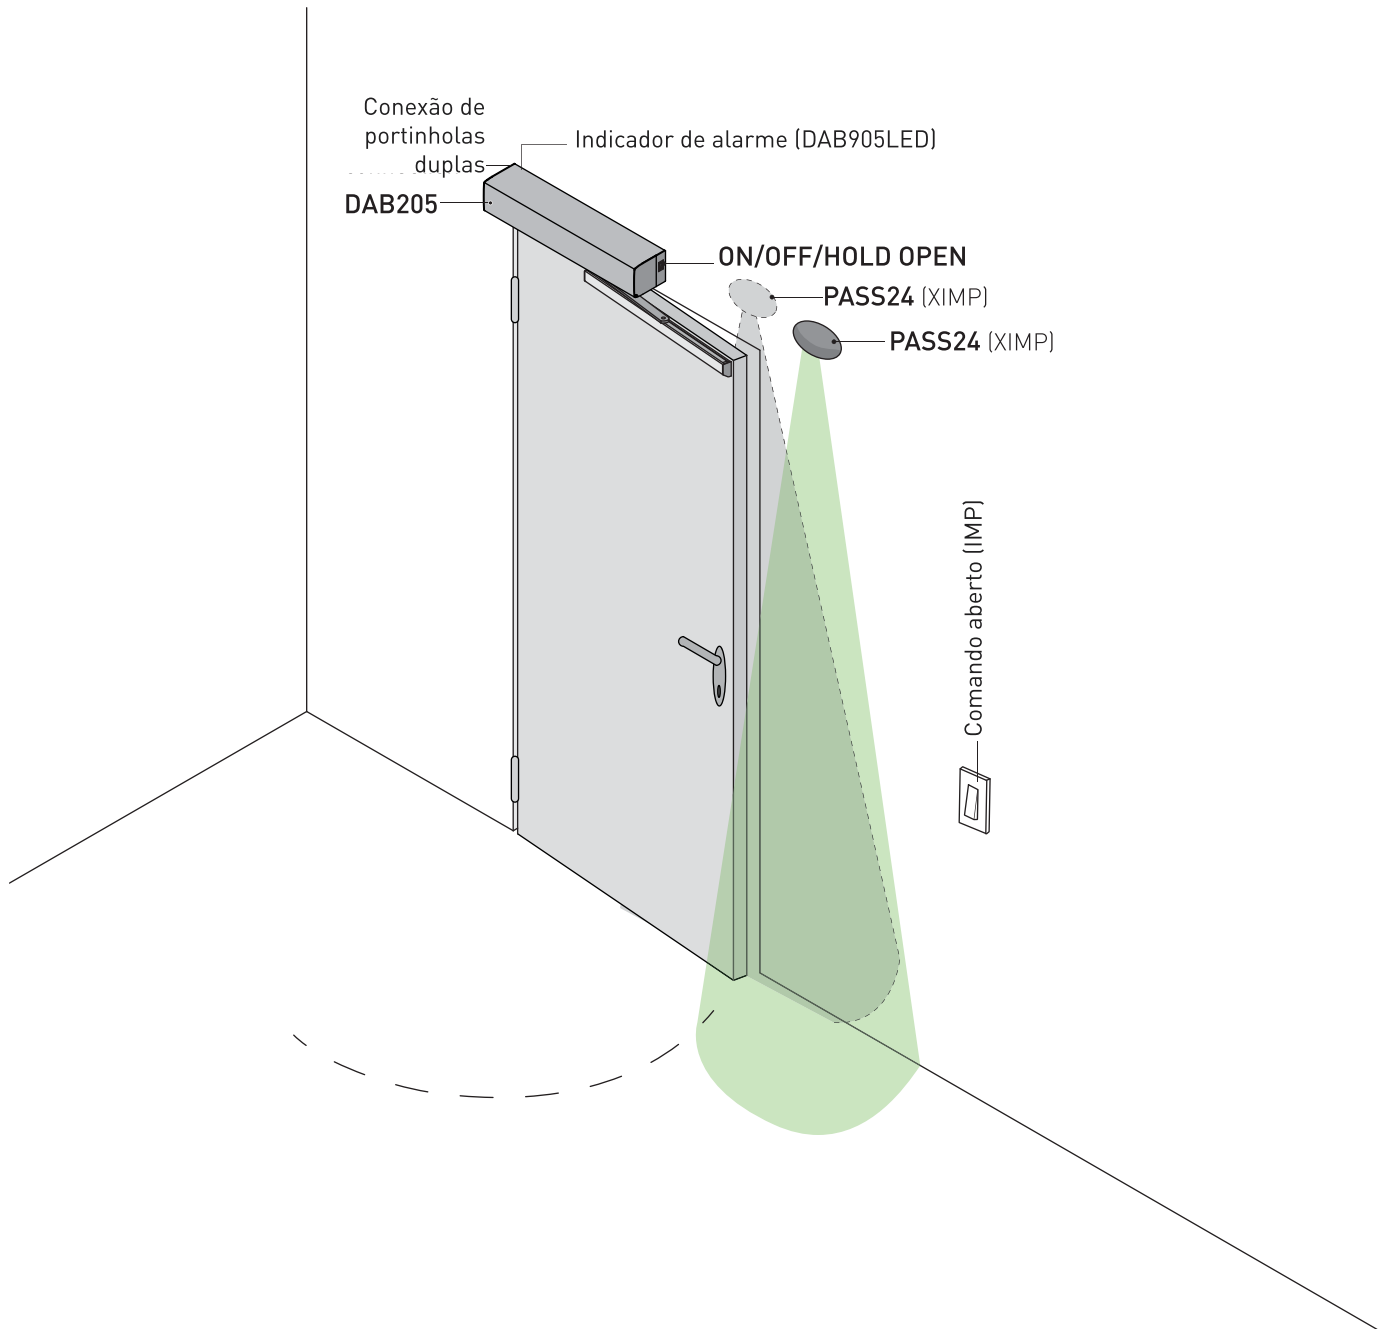 Conexão de
portinholas
duplas
Indicador de alarme (DAB905LED)
DAB205
ON/OFF/HOLD OPEN
PASS24 (XIMP)
PASS24 (XIMP)
Comando aberto (IMP)